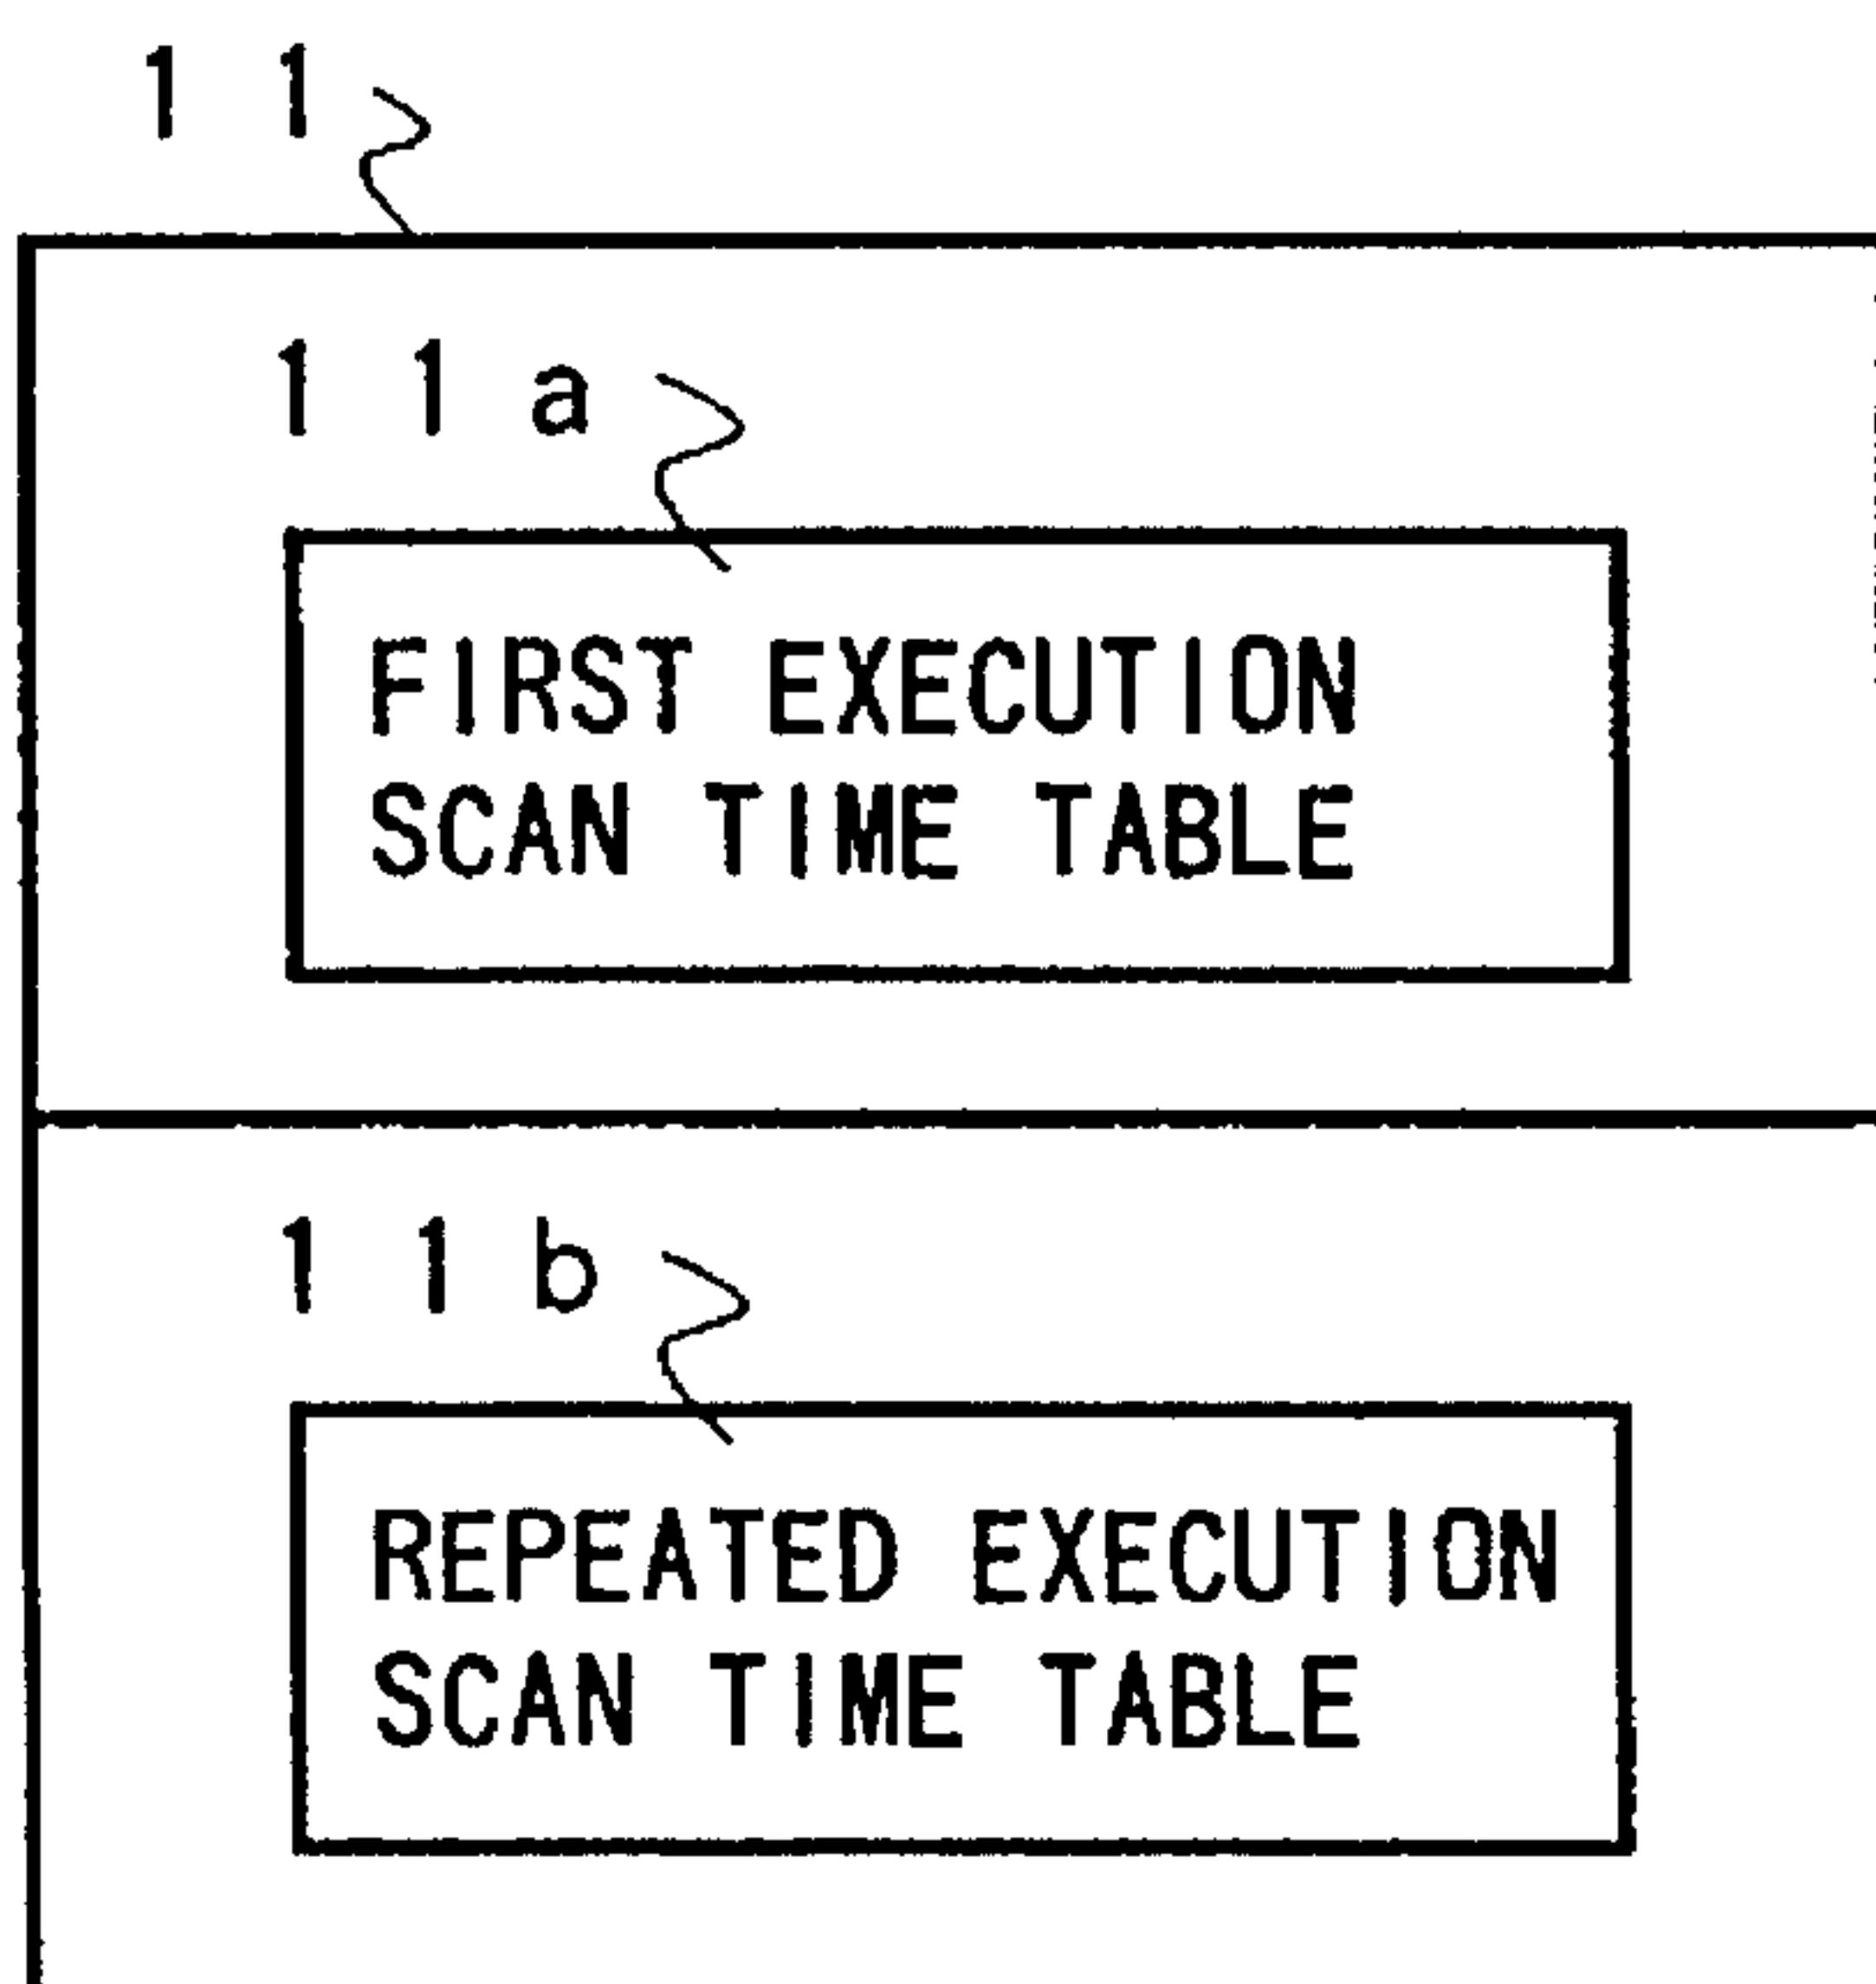 11
11a
FIRST EXECUTION
SCAN TIME TABLE
11b
REPEATED EXECUTION
SCAN TIME TABLE